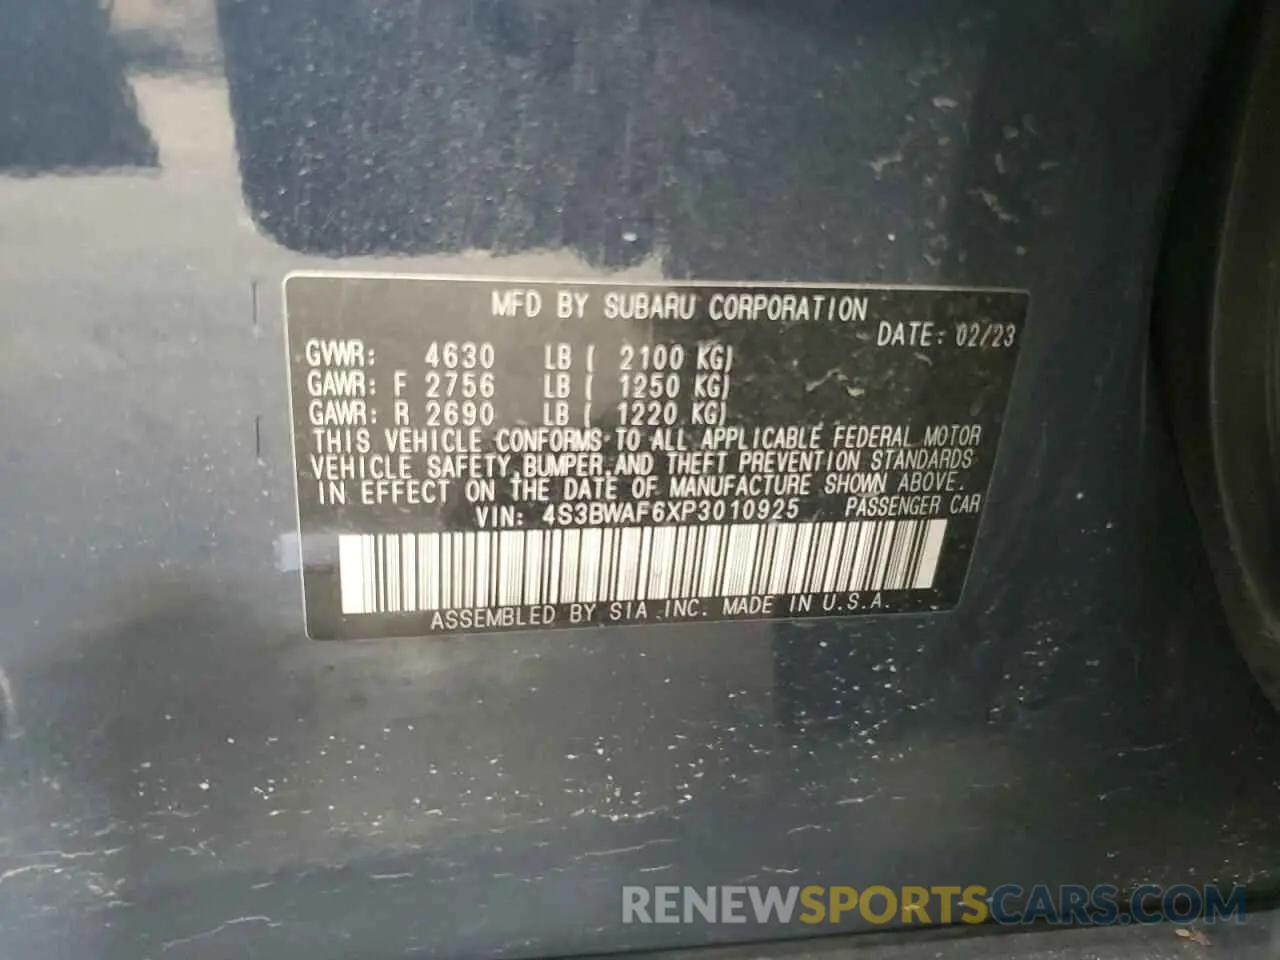 MFD BY SUBARU CORPORATION
DATE: 02/23
GVWR: 4630 LB ( 2100 KG)
GAWR: F 2756 LB ( 1250 KG)
GAWR: R 2690 LB ( 1220 KG)
THIS VEHICLE CONFORMS TO ALL APPLICABLE FEDERAL MOTOR
VEHICLE SAFETY, BUMPER, AND THEFT PREVENTION STANDARDS
IN EFFECT ON THE DATE OF MANUFACTURE SHOWN ABOVE.
VIN: 4S3BWAF6XP3010925 PASSENGER CAR
ASSEMBLED BY SIA, INC. MADE IN U.S.A.
RENEWSPORTSCARS.COM